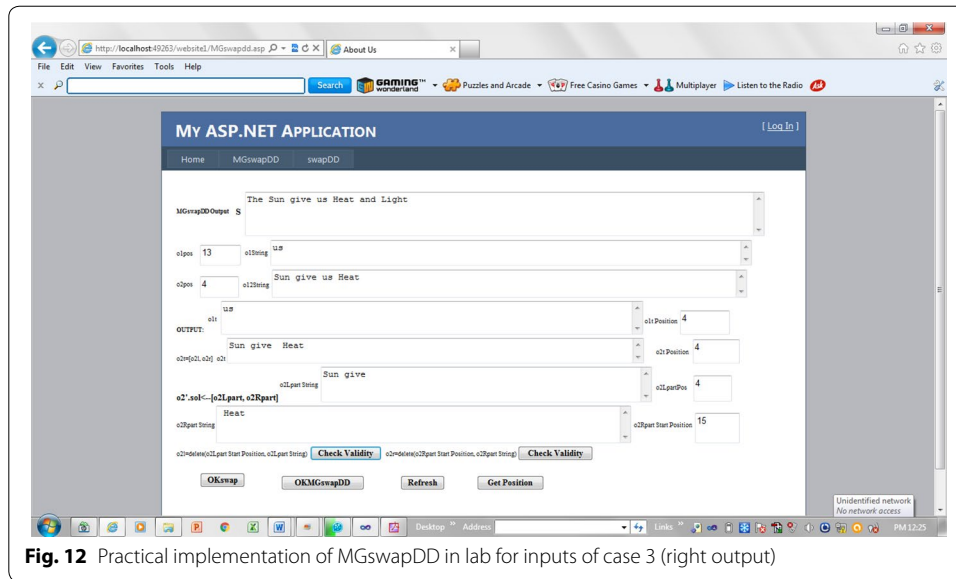 http://localhost:49263/website1/MGswapdd.asp
About Us
File Edit View Favorites Tools Help
Search GAMING™ wonderland Puzzles and Arcade Free Casino Games Multiplayer Listen to the Radio Ask
MY ASP.NET APPLICATION
[ Log In ]
Home MGswapDD swapDD
MGswapDD Output S The Sun give us Heat and Light
o1pos 13 o1String us
o2pos 4 o12String Sun give us Heat
OUTPUT: o1t us o1t Position 4
o2t=[o2l, o2r] o2t Sun give Heat o2t Position 4
o2'.sol<--[o2Lpart, o2Rpart] o2Lpart String Sun give o2LpartPos 4
o2Rpart String Heat o2Rpart Start Position 15
o2l=delete(o2Lpart Start Position, o2Lpart String) Check Validity o2r=delete(o2Rpart Start Position, o2Rpart String) Check Validity
OKswap OKMGswapDD Refresh Get Position
Unidentified network
No network access
Desktop Address Links PM 12:25
Fig. 12 Practical implementation of MGswapDD in lab for inputs of case 3 (right output)